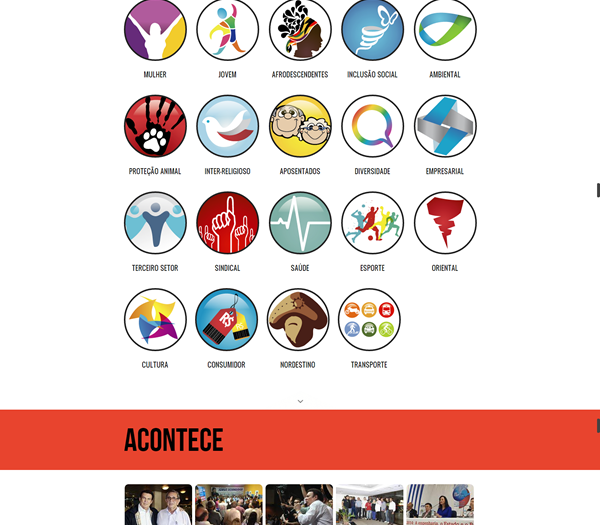 MULHER
JOVEM
AFRODESCENDENTES
INCLUSÃO SOCIAL
AMBIENTAL
PROTEÇÃO ANIMAL
INTER-RELIGIOSO
APOSENTADOS
DIVERSIDADE
EMPRESARIAL
TERCEIRO SETOR
SINDICAL
SAÚDE
ESPORTE
ORIENTAL
CULTURA
CONSUMIDOR
NORDESTINO
TRANSPORTE
ACONTECE